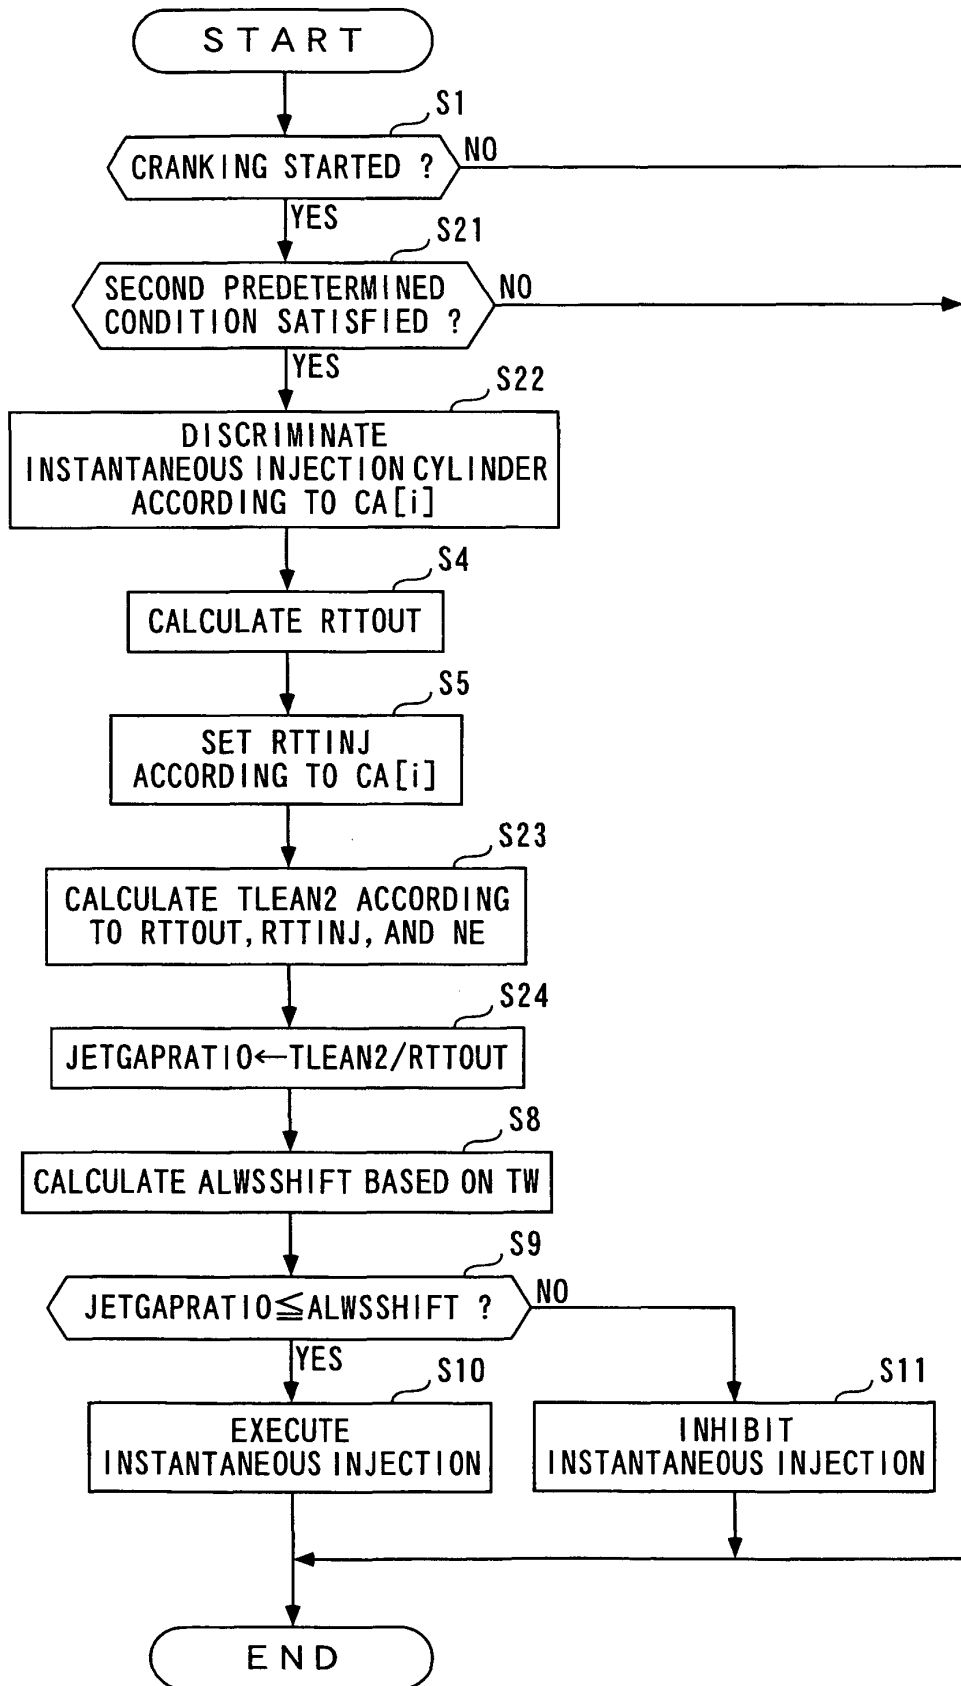 START
S1
CRANKING STARTED ?
NO
YES
S21
SECOND PREDETERMINED
CONDITION SATISFIED ?
NO
YES
S22
DISCRIMINATE
INSTANTANEOUS INJECTION CYLINDER
ACCORDING TO CA[i]
S4
CALCULATE RTTOUT
S5
SET RTTINJ
ACCORDING TO CA[i]
S23
CALCULATE TLEAN2 ACCORDING
TO RTTOUT, RTTINJ, AND NE
S24
JETGAPRATIO←TLEAN2/RTTOUT
S8
CALCULATE ALWSSHIFT BASED ON TW
S9
JETGAPRATIO≦ALWSSHIFT ?
NO
YES
S10
EXECUTE
INSTANTANEOUS INJECTION
S11
INHIBIT
INSTANTANEOUS INJECTION
END